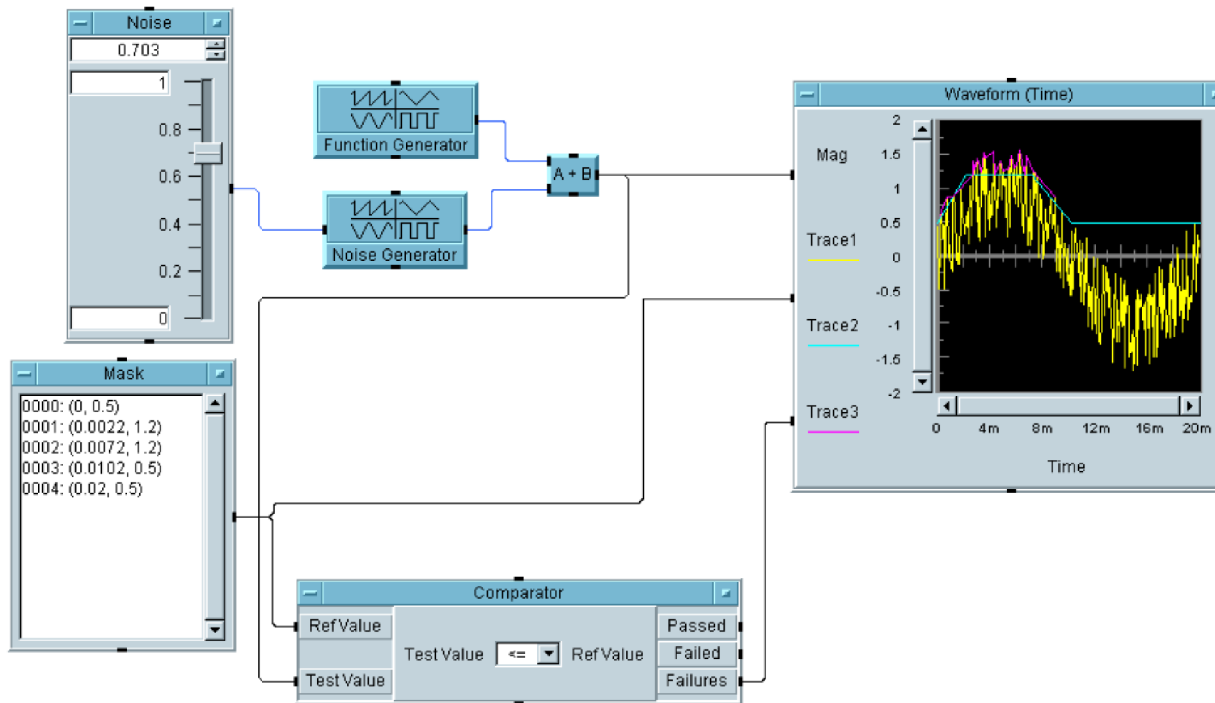 Noise
0.703
1
0.8
0.6
0.4
0.2
0
Function Generator
Noise Generator
A + B
Mask
0000: (0, 0.5)
0001: (0.0022, 1.2)
0002: (0.0072, 1.2)
0003: (0.0102, 0.5)
0004: (0.02, 0.5)
Waveform (Time)
Mag
Trace1
Trace2
Trace3
2
1.5
1
0.5
0
-0.5
-1
-1.5
-2
0 4m 8m 12m 16m 20m
Time
Comparator
Ref Value
Test Value
Test Value <= Ref Value
Passed
Failed
Failures